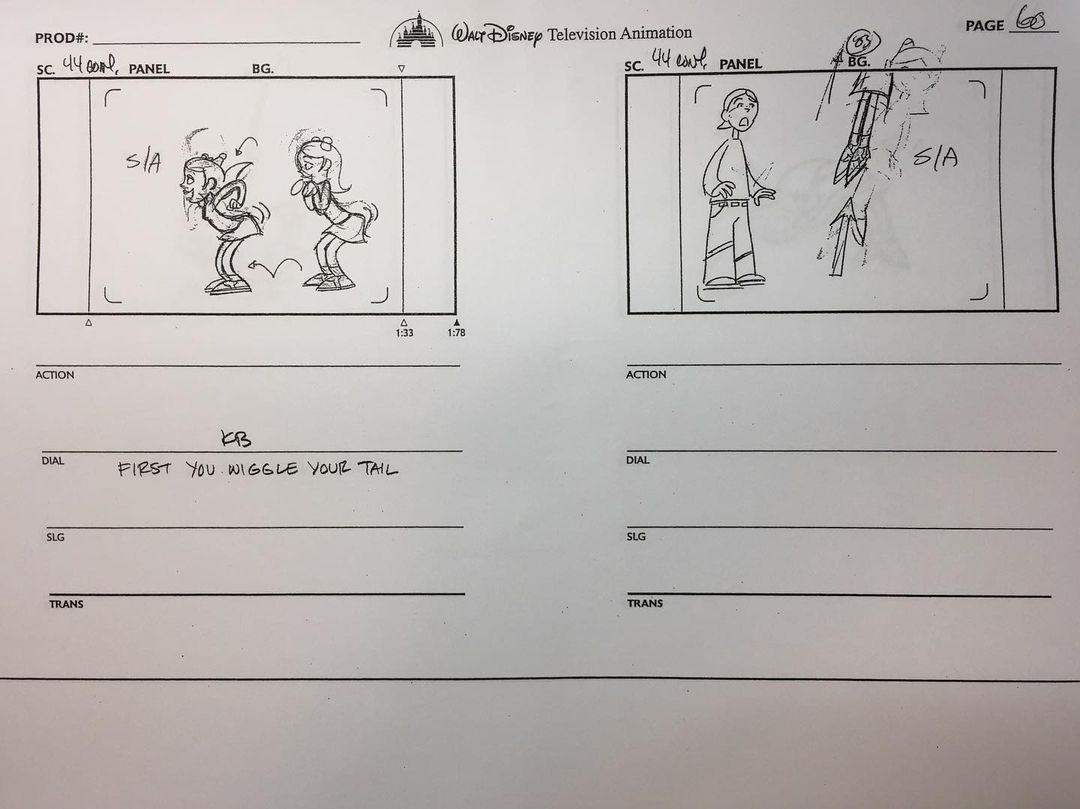 PROD#:
WALT DISNEY Television Animation
PAGE 60
SC. 44 CONT. PANEL BG.
SC. 44 CONT. PANEL BG.
83
S/A
S/A
1:33 1:78
ACTION
ACTION
KB
DIAL FIRST YOU WIGGLE YOUR TAIL
DIAL
SLG
SLG
TRANS
TRANS